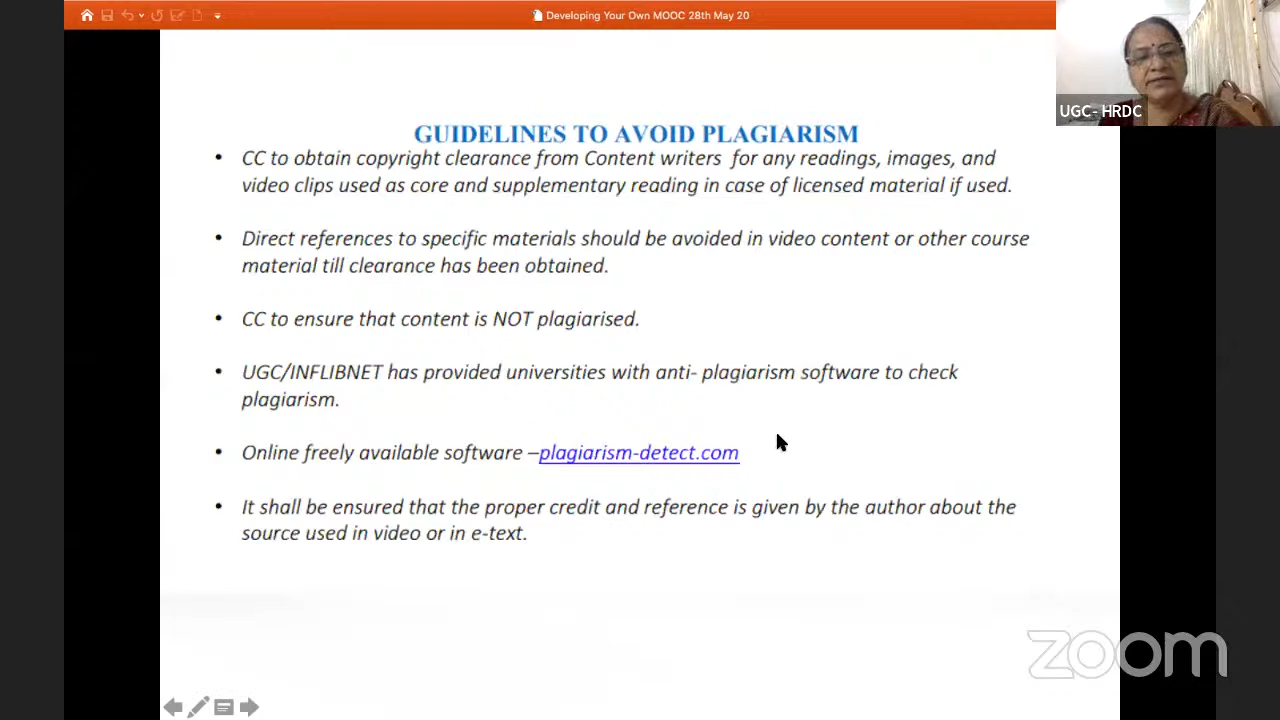 Developing Your Own MOOC 28th May 20
UGC- HRDC
GUIDELINES TO AVOID PLAGIARISM
• CC to obtain copyright clearance from Content writers for any readings, images, and
video clips used as core and supplementary reading in case of licensed material if used.
• Direct references to specific materials should be avoided in video content or other course
material till clearance has been obtained.
• CC to ensure that content is NOT plagiarised.
• UGC/INFLIBNET has provided universities with anti- plagiarism software to check
plagiarism.
• Online freely available software –plagiarism-detect.com
• It shall be ensured that the proper credit and reference is given by the author about the
source used in video or in e-text.
zoom